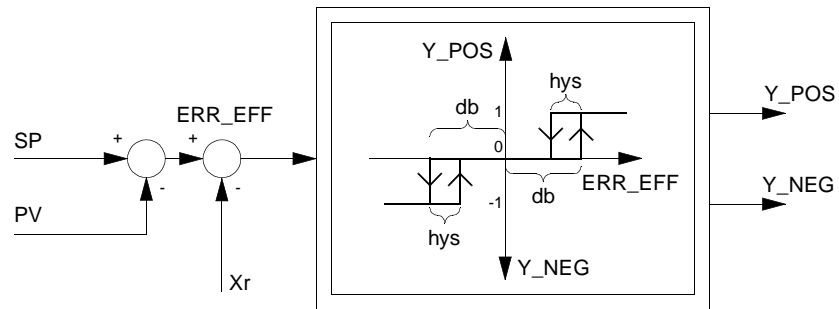 Y_POS
hys
Y_POS
db
ERR_EFF
1
SP
+
+
0
-
-
ERR_EFF
Y_NEG
PV
-1
db
hys
Y_NEG
Xr